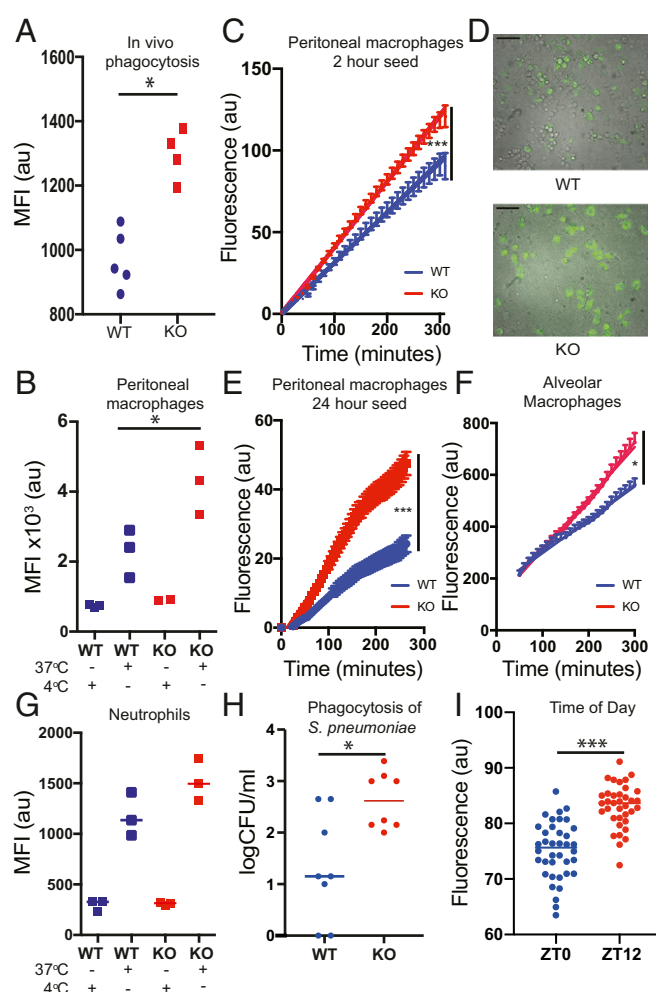 A
In vivo
phagocytosis
*
MFI (au)
1600
1400
1200
1000
800
WT
KO
C
Peritoneal macrophages
2 hour seed
Fluorescence (au)
150
100
50
0
***
WT
KO
0
100
200
300
Time (minutes)
D
WT
KO
B
Peritoneal
macrophages
*
MFI x10³ (au)
6
4
2
0
WT WT KO KO
37ºC - + - +
4ºC + - + -
E
Peritoneal macrophages
24 hour seed
Fluorescence (au)
60
40
20
0
***
WT
KO
0 100 200 300
Time (minutes)
F
Alveolar
Macrophages
Fluorescence (au)
800
600
400
200
0
*
WT
KO
0 100 200 300
Time (minutes)
G
Neutrophils
MFI (au)
2000
1500
1000
500
0
WT WT KO KO
37ºC - + - +
4ºC + - + -
H
Phagocytosis of
S. pneumoniae
*
logCFU/ml
4
3
2
1
0
WT KO
I
Time of Day
***
Fluorescence (au)
100
90
80
70
60
ZT0 ZT12